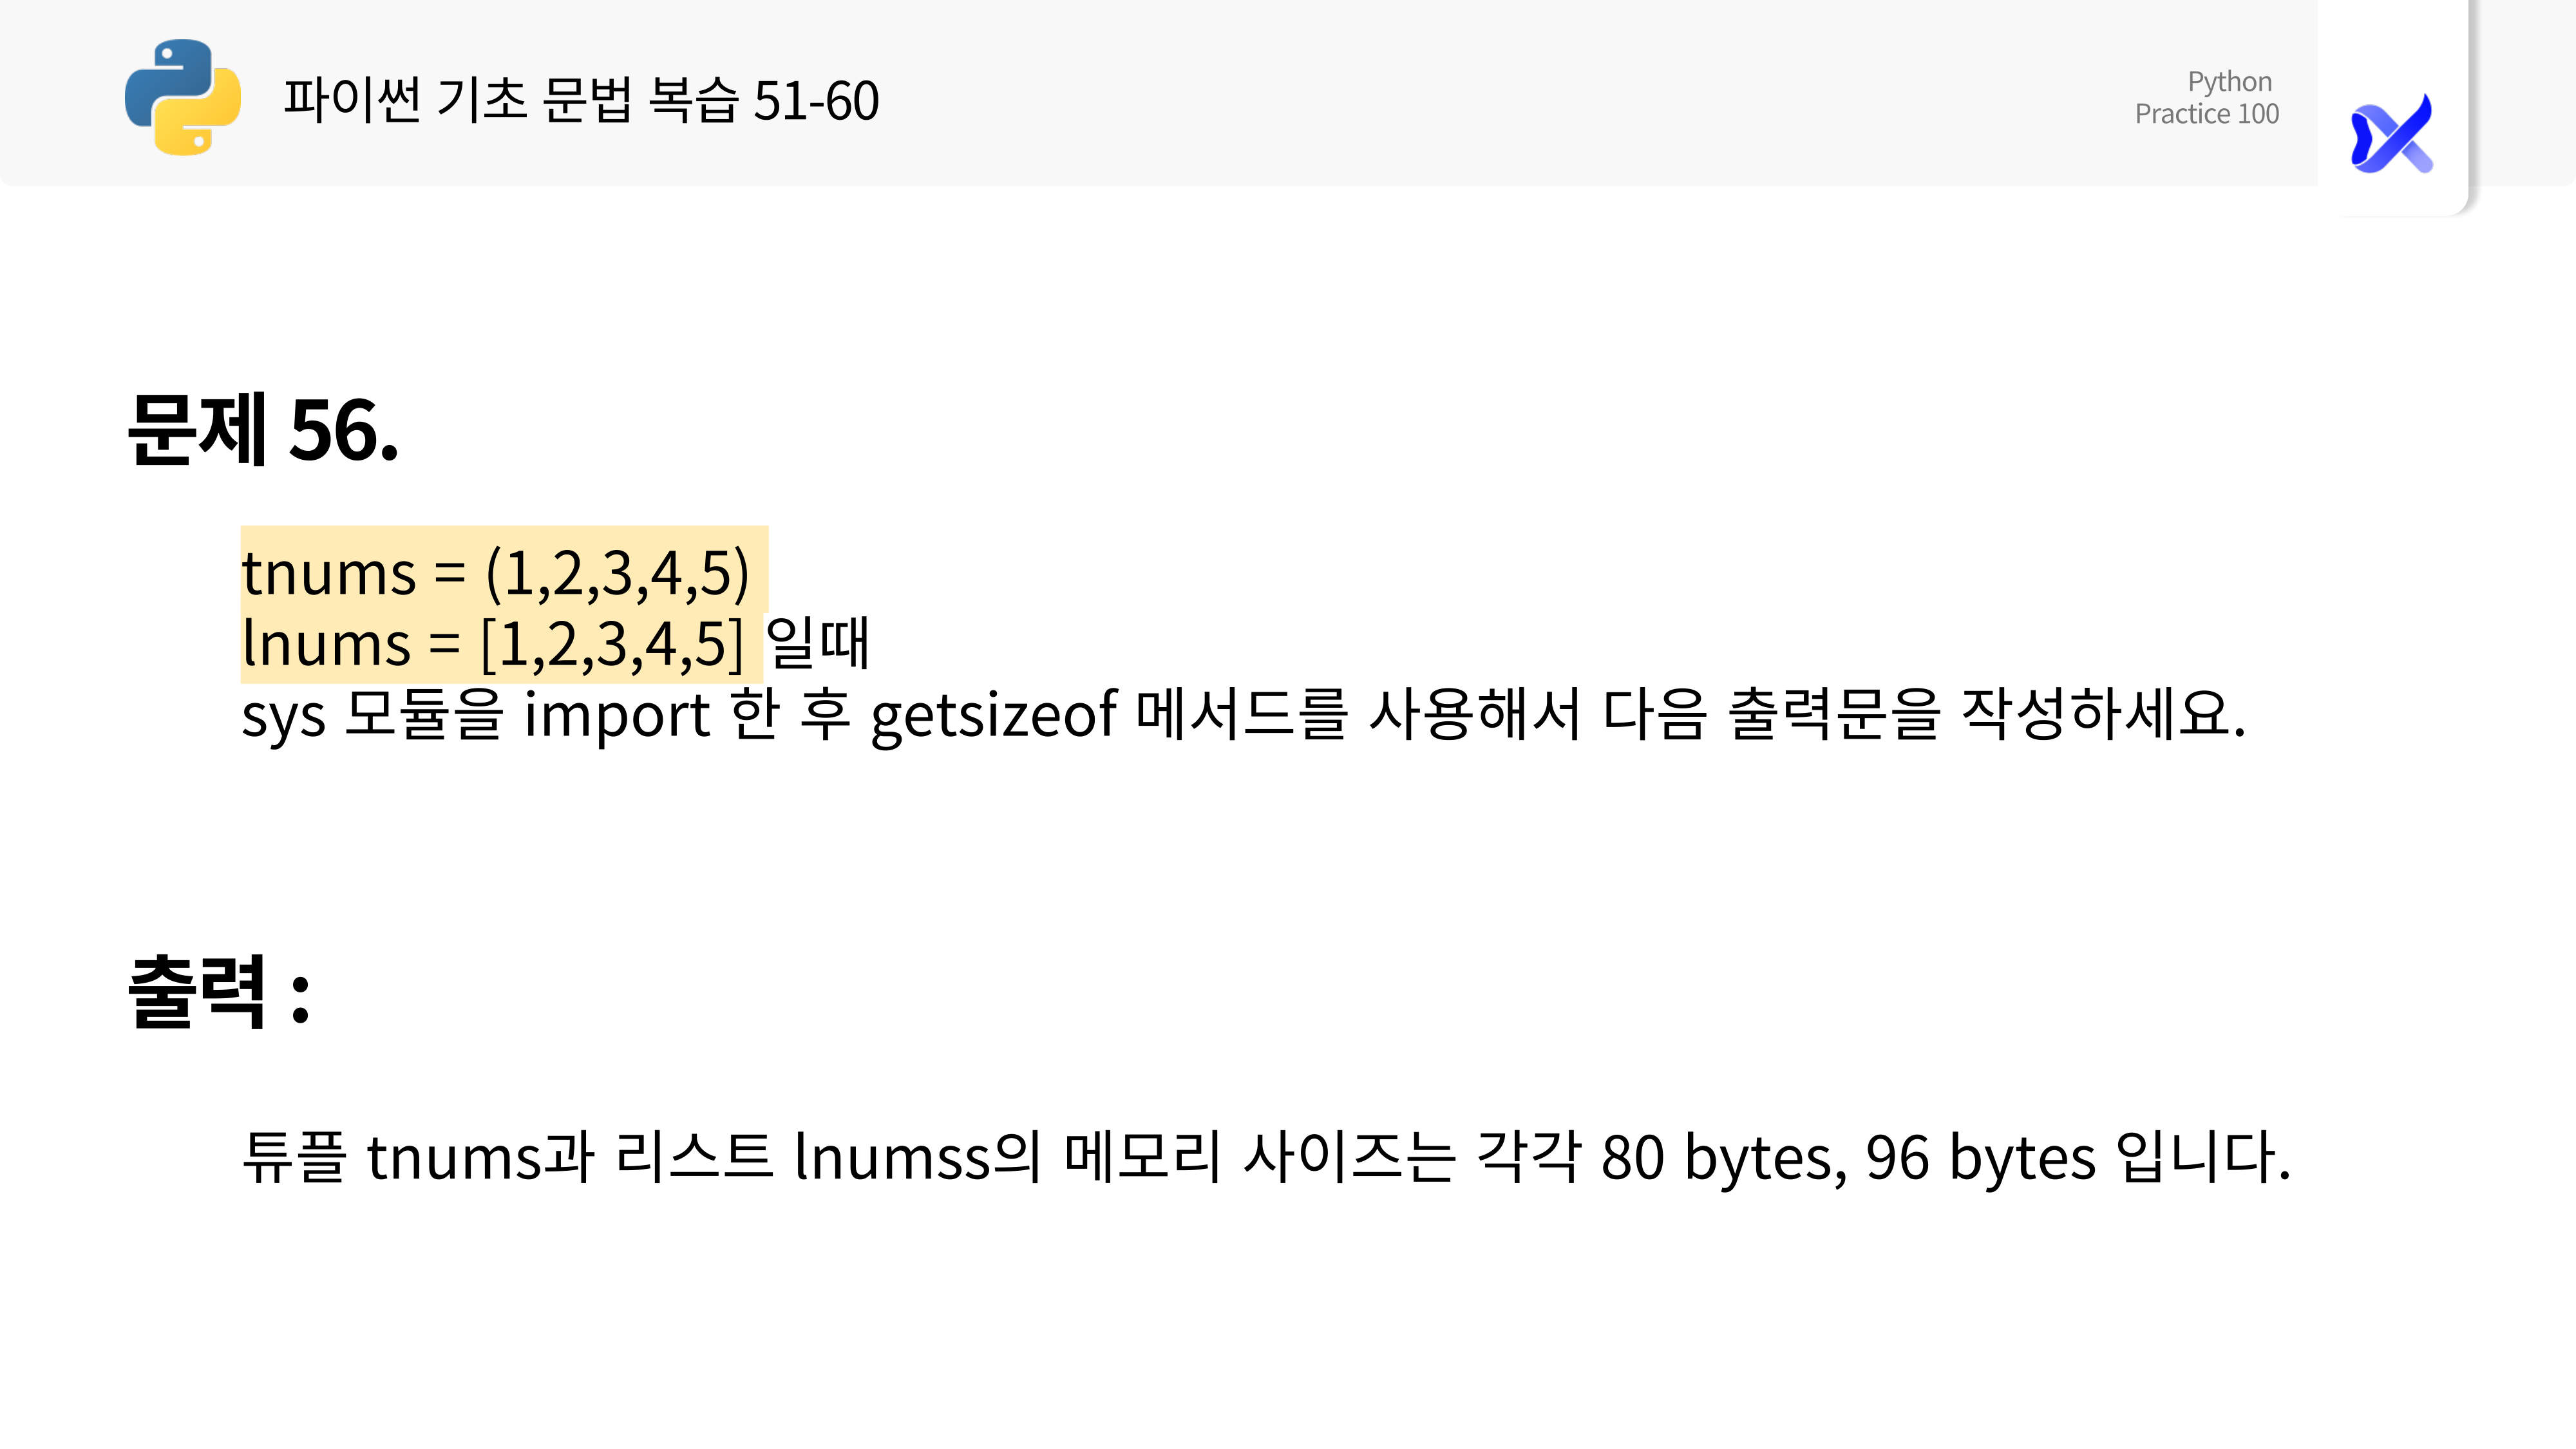 파이썬 기초 문법 복습 51-60
Python
Practice 100
문제 56.
tnums = (1,2,3,4,5)
lnums = [1,2,3,4,5] 일때
sys 모듈을 import 한 후 getsizeof 메서드를 사용해서 다음 출력문을 작성하세요.
출력 :
튜플 tnums과 리스트 lnumss의 메모리 사이즈는 각각 80 bytes, 96 bytes 입니다.